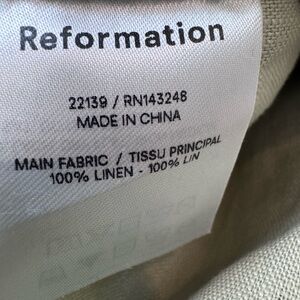 Reformation
22139 / RN143248
MADE IN CHINA
MAIN FABRIC / TISSU PRINCIPAL
100% LINEN - 100% LIN